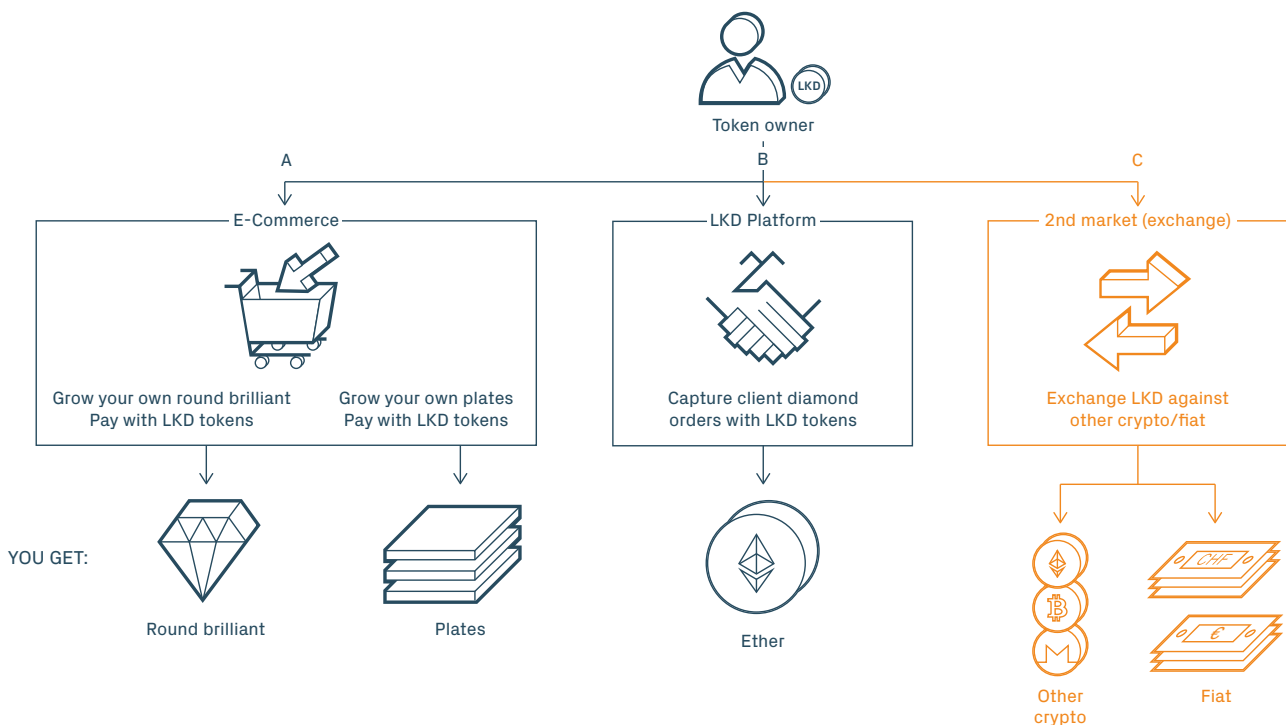 LKD
Token owner
A
B
C
E-Commerce
LKD Platform
2nd market (exchange)
Grow your own round brilliant
Pay with LKD tokens
Grow your own plates
Pay with LKD tokens
Capture client diamond
orders with LKD tokens
Exchange LKD against
other crypto/fiat
YOU GET:
CHF
€
Round brilliant
Plates
Ether
Other
crypto
Fiat